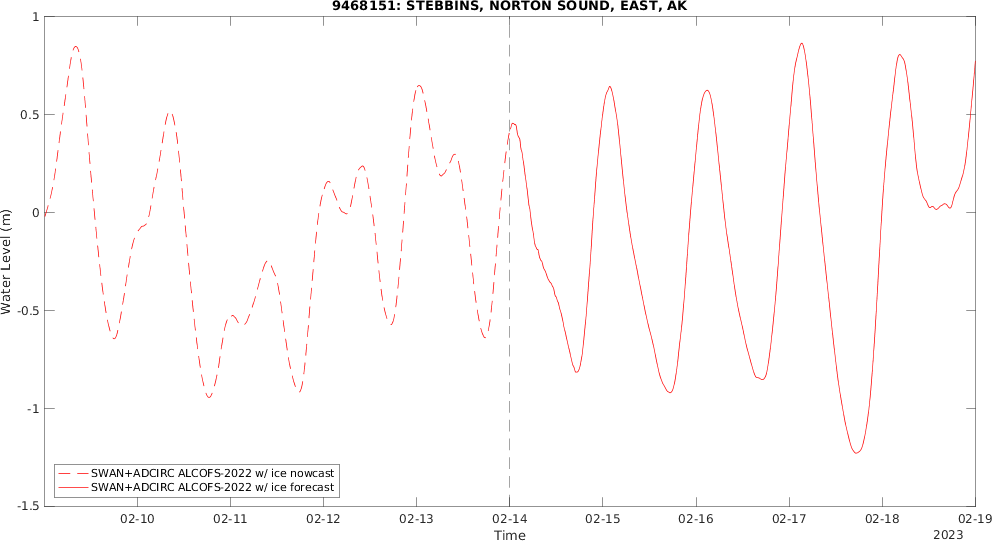 9468151: STEBBINS, NORTON SOUND, EAST, AK
1
0.5
0
-0.5
-1
-1.5
Water Level (m)
SWAN+ADCIRC ALCOFS-2022 w/ ice nowcast
SWAN+ADCIRC ALCOFS-2022 w/ ice forecast
02-10 02-11 02-12 02-13 02-14 02-15 02-16 02-17 02-18 02-19
Time
2023